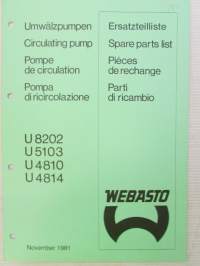 Umwälzpumpen
Circulating pump
Pompe
de circulation
Pompa
di ricircolazione
Ersatzteilliste
Spare parts list
Pièces
de rechange
Parti
di ricambio
U 8202
U 5103
U 4810
U 4814
WEBASTO
November 1981